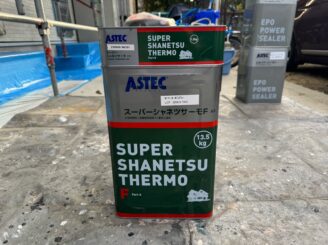 ASTEC
SUPER
SHANETSU
THERMO
ASTEC
スーパーシャネツサーモF
13.5
kg
SUPER
SHANETSU
THERMO
F
EPO
POWER
SEALER
EPO
POWER
SEALER